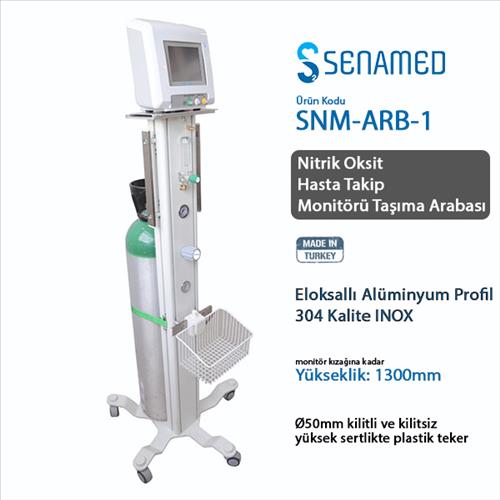 SENAMED
Ürün Kodu
SNM-ARB-1
Nitrik Oksit
Hasta Takip
Monitörü Taşıma Arabası
MADE IN
TURKEY
Eloksallı Alüminyum Profil
304 Kalite INOX
monitör kızağına kadar
Yükseklik: 1300mm
Ø50mm kilitli ve kilitsiz
yüksek sertlikte plastik teker